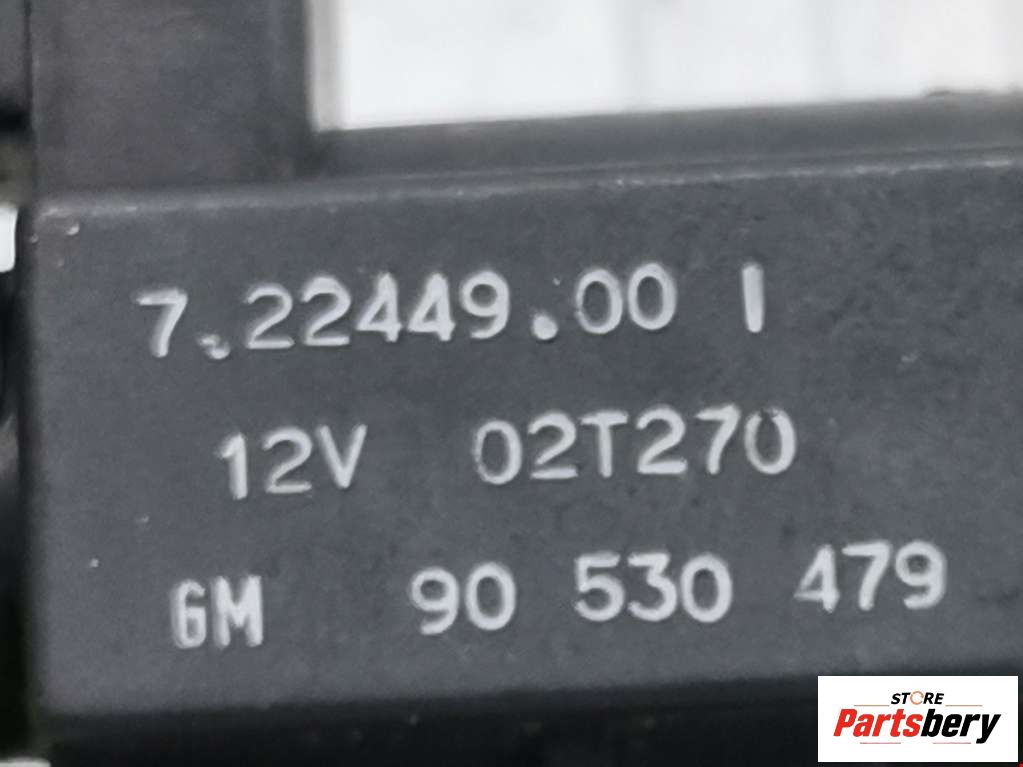 7.22449.00 I
12V 02T270
GM 90 530 479
STORE
Partsbery